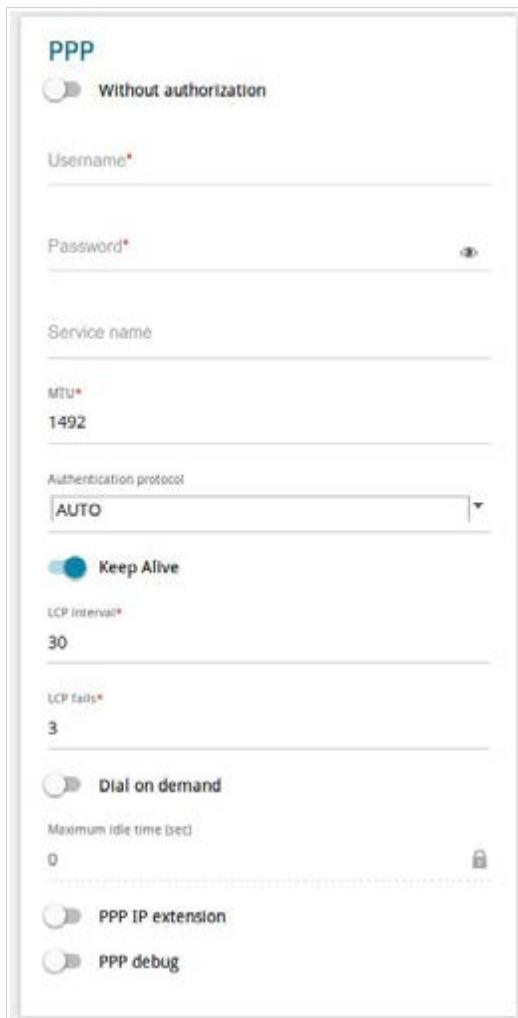 PPP
Without authorization
Username*
Password*
Service name
MTU*
1492
Authentication protocol
AUTO
Keep Alive
LCP interval*
30
LCP fails*
3
Dial on demand
Maximum idle time (sec)
0
PPP IP extension
PPP debug